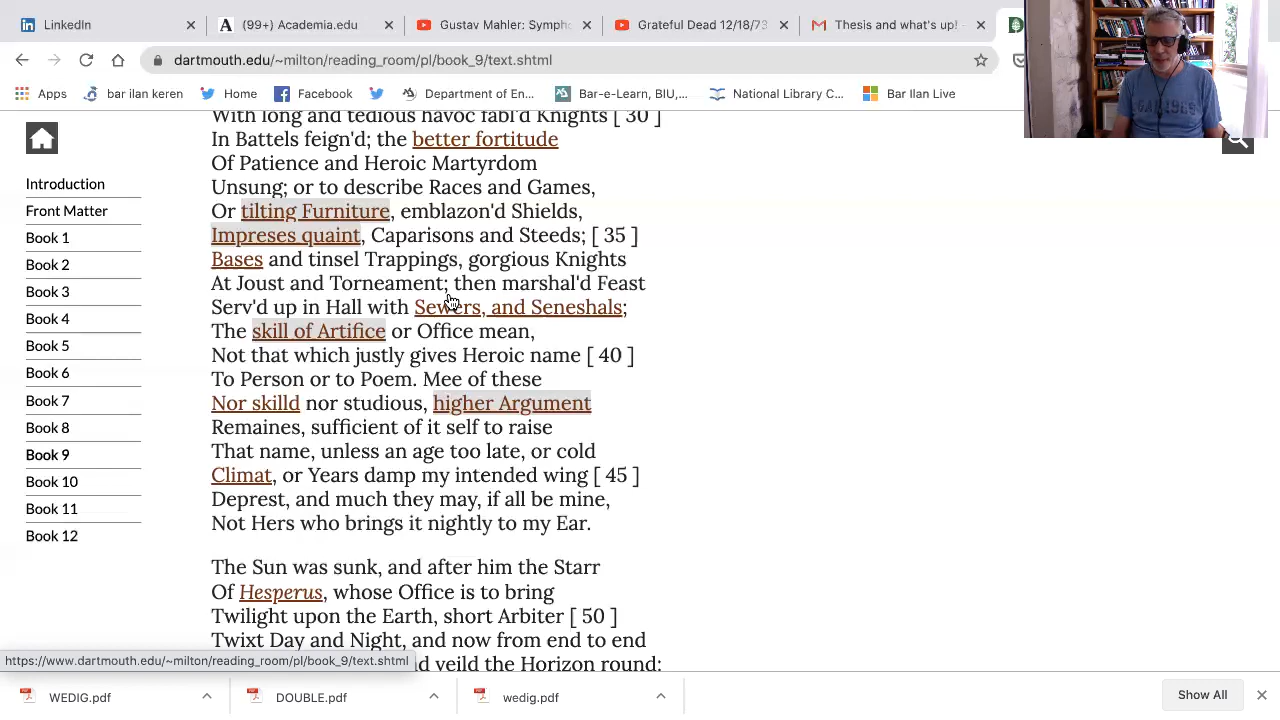 LinkedIn
(99+) Academia.edu
Gustav Mahler: Sympho
Grateful Dead 12/18/73
Thesis and what's up! -
dartmouth.edu/~milton/reading_room/pl/book_9/text.shtml
Apps
bar ilan keren
Home
Facebook
Department of En...
Bar-e-Learn, BIU,...
National Library C...
Bar Ilan Live
With long and tedious havoc fabl'd Knights [ 30 ]
In Battels feign'd; the better fortitude
Of Patience and Heroic Martyrdom
Unsung; or to describe Races and Games,
Or tilting Furniture, emblazon'd Shields,
Impreses quaint, Caparisons and Steeds; [ 35 ]
Bases and tinsel Trappings, gorgious Knights
At Joust and Torneament; then marshal'd Feast
Serv'd up in Hall with Sewers, and Seneshals;
The skill of Artifice or Office mean,
Not that which justly gives Heroic name [ 40 ]
To Person or to Poem. Mee of these
Nor skilld nor studious, higher Argument
Remaines, sufficient of it self to raise
That name, unless an age too late, or cold
Climat, or Years damp my intended wing [ 45 ]
Deprest, and much they may, if all be mine,
Not Hers who brings it nightly to my Ear.
The Sun was sunk, and after him the Starr
Of Hesperus, whose Office is to bring
Twilight upon the Earth, short Arbiter [ 50 ]
Twixt Day and Night, and now from end to end
d veild the Horizon round:
Introduction
Front Matter
Book 1
Book 2
Book 3
Book 4
Book 5
Book 6
Book 7
Book 8
Book 9
Book 10
Book 11
Book 12
https://www.dartmouth.edu/~milton/reading_room/pl/book_9/text.shtml
WEDIG.pdf
DOUBLE.pdf
wedig.pdf
Show All